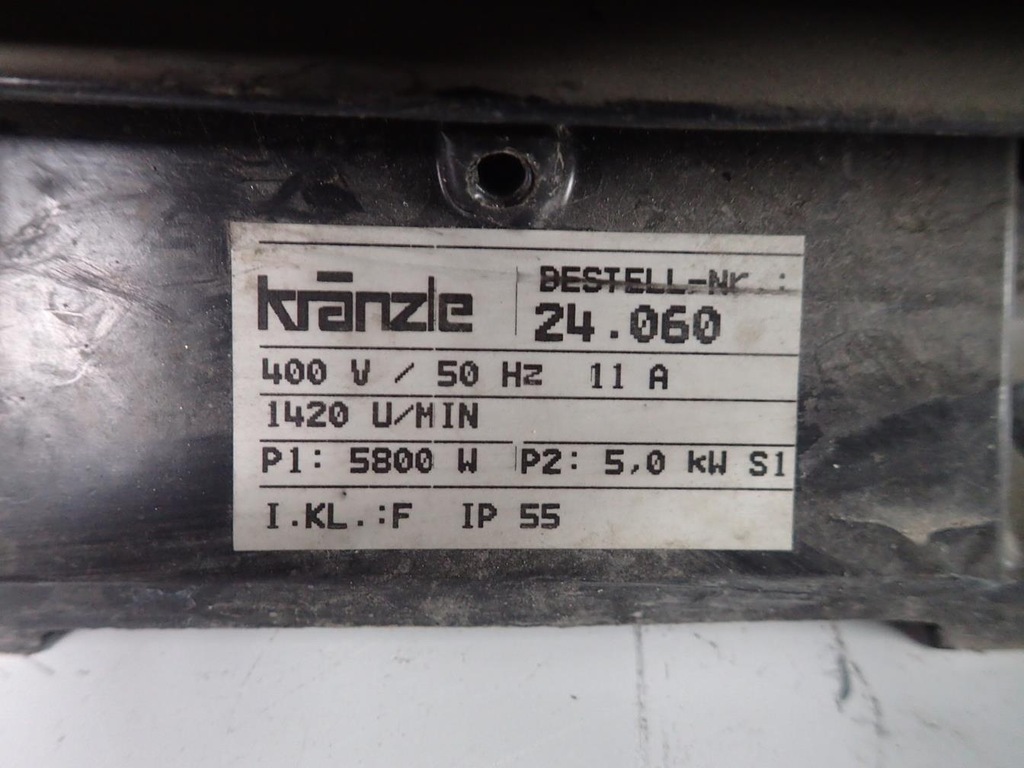 kränzle
BESTELL-Nr.:
24.060
400 V / 50 Hz 11 A
1420 U/MIN
P1: 5800 W P2: 5,0 kW S1
I.KL.:F IP 55